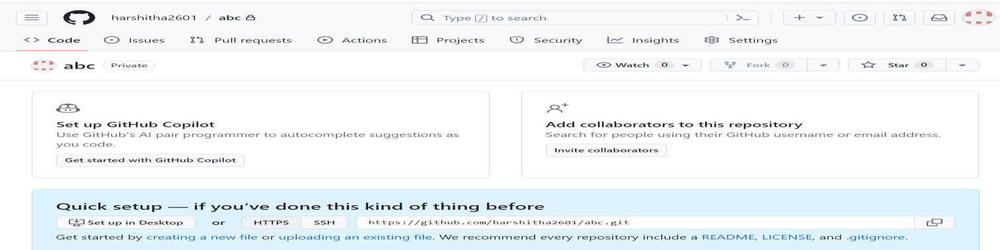 harshitha2601 / abc
Type / to search
Code Issues Pull requests Actions Projects Security Insights Settings
abc Private Watch 0 Fork 0 Star 0
Set up GitHub Copilot
Use GitHub's AI pair programmer to autocomplete suggestions as
you code.
Get started with GitHub Copilot
Add collaborators to this repository
Search for people using their GitHub username or email address.
Invite collaborators
Quick setup — if you've done this kind of thing before
Set up in Desktop or HTTPS SSH https://github.com/harshitha2601/abc.git
Get started by creating a new file or uploading an existing file. We recommend every repository include a README, LICENSE, and .gitignore.